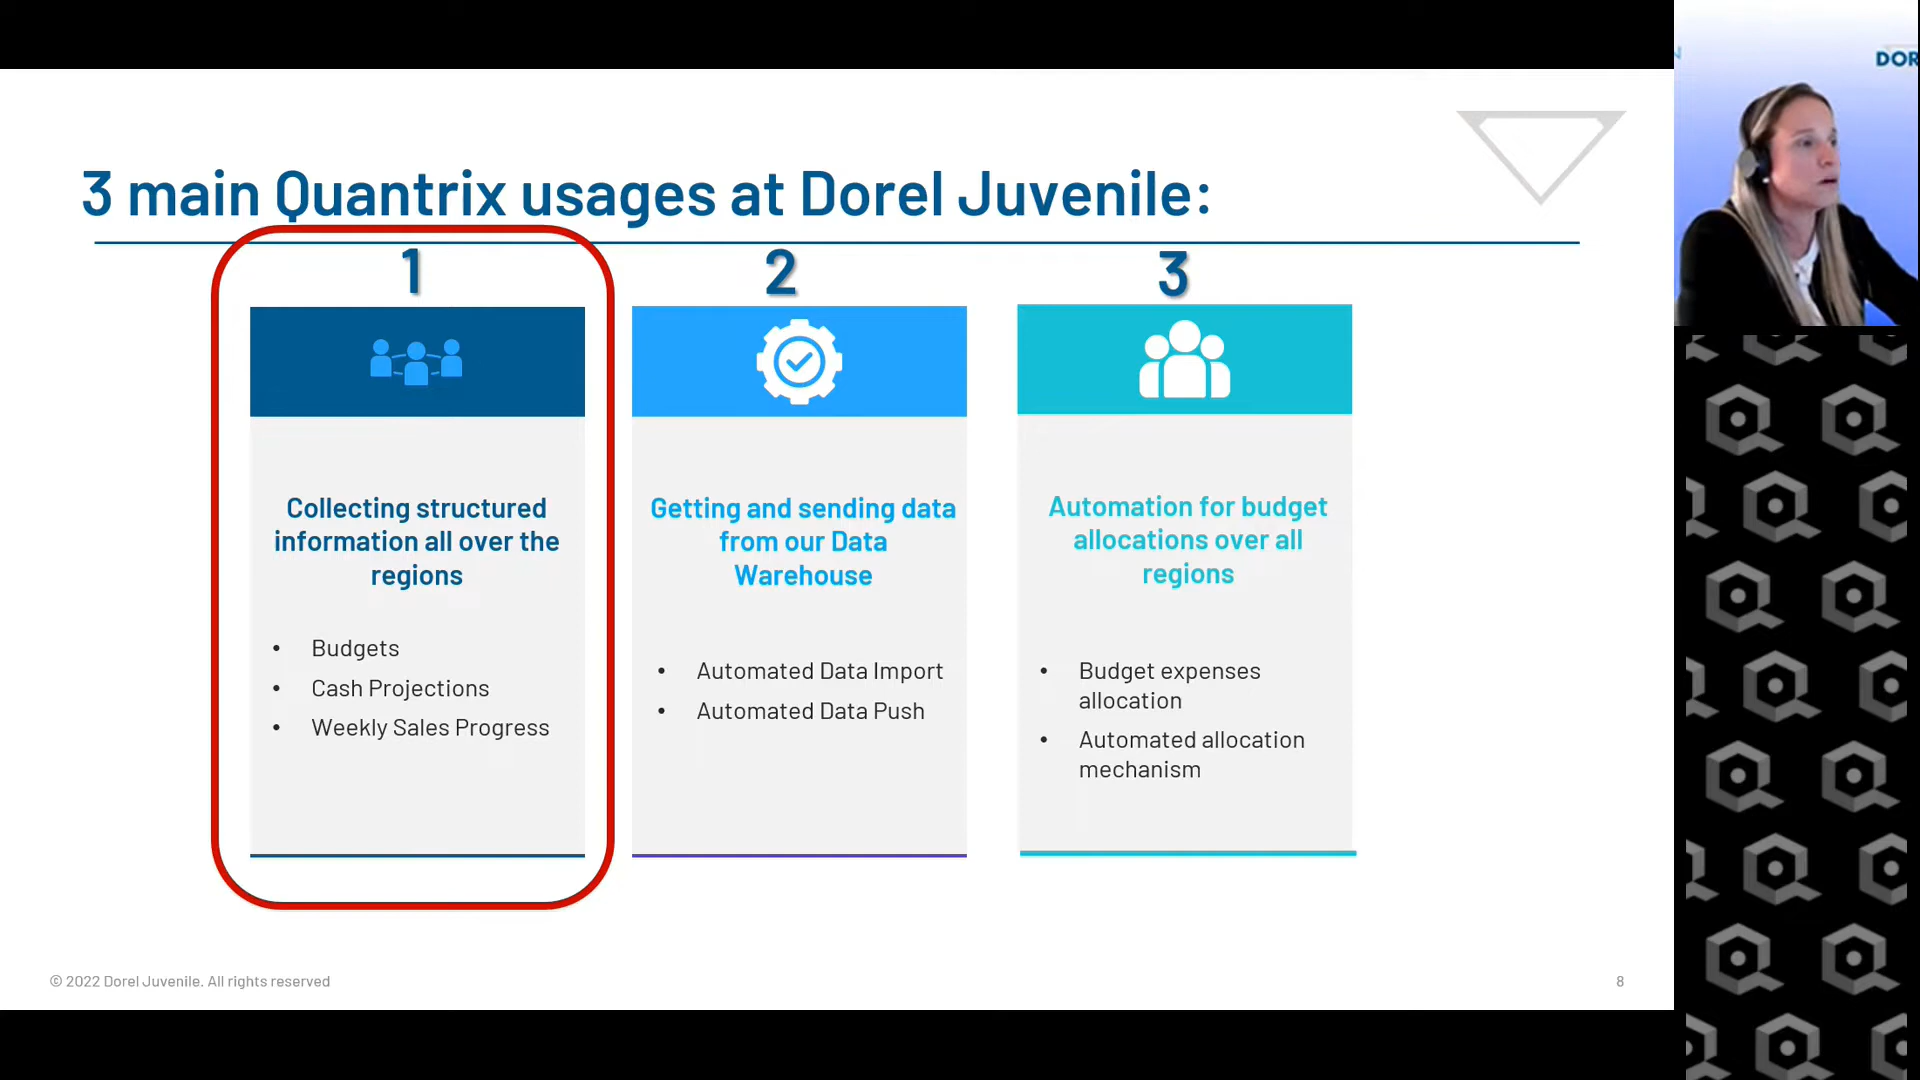 3 main Quantrix usages at Dorel Juvenile:
1
Collecting structured
information all over the
regions
• Budgets
• Cash Projections
• Weekly Sales Progress
2
Getting and sending data
from our Data
Warehouse
• Automated Data Import
• Automated Data Push
3
Automation for budget
allocations over all
regions
• Budget expenses
allocation
• Automated allocation
mechanism
© 2022 Dorel Juvenile. All rights reserved
8
DOR